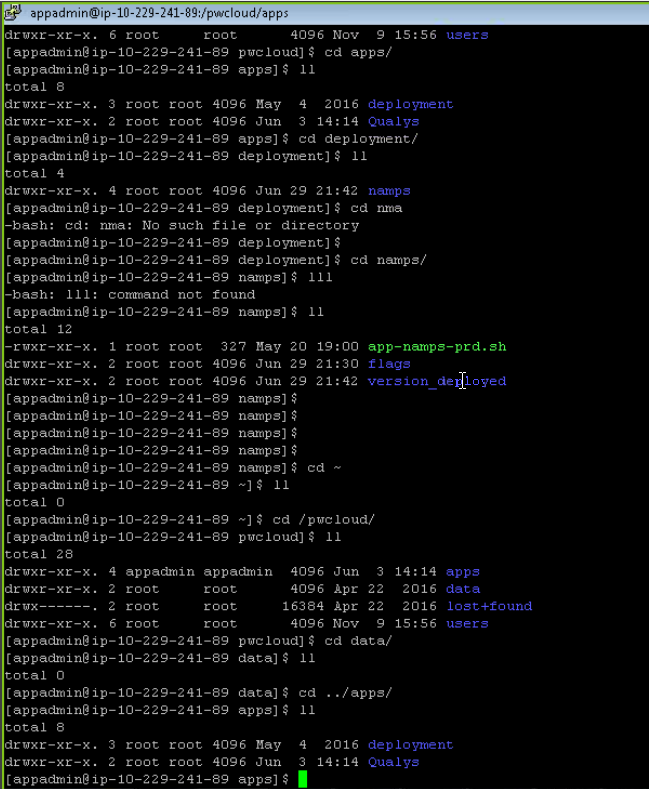 appadmin@ip-10-229-241-89:/pwcloud/apps
drwxr-xr-x. 6 root     root      4096 Nov  9 15:56 users
[appadmin@ip-10-229-241-89 pwcloud]$ cd apps/
[appadmin@ip-10-229-241-89 apps]$ ll
total 8
drwxr-xr-x. 3 root root 4096 May  4  2016 deployment
drwxr-xr-x. 2 root root 4096 Jun  3 14:14 Qualys
[appadmin@ip-10-229-241-89 apps]$ cd deployment/
[appadmin@ip-10-229-241-89 deployment]$ ll
total 4
drwxr-xr-x. 4 root root 4096 Jun 29 21:42 namps
[appadmin@ip-10-229-241-89 deployment]$ cd nma
-bash: cd: nma: No such file or directory
[appadmin@ip-10-229-241-89 deployment]$
[appadmin@ip-10-229-241-89 deployment]$ cd namps/
[appadmin@ip-10-229-241-89 namps]$ lll
-bash: lll: command not found
[appadmin@ip-10-229-241-89 namps]$ ll
total 12
-rwxr-xr-x. 1 root root  327 May 20 19:00 app-namps-prd.sh
drwxr-xr-x. 2 root root 4096 Jun 29 21:30 flags
drwxr-xr-x. 2 root root 4096 Jun 29 21:42 version_deployed
[appadmin@ip-10-229-241-89 namps]$
[appadmin@ip-10-229-241-89 namps]$
[appadmin@ip-10-229-241-89 namps]$
[appadmin@ip-10-229-241-89 namps]$
[appadmin@ip-10-229-241-89 namps]$ cd ~
[appadmin@ip-10-229-241-89 ~]$ ll
total 0
[appadmin@ip-10-229-241-89 ~]$ cd /pwcloud/
[appadmin@ip-10-229-241-89 pwcloud]$ ll
total 28
drwxr-xr-x. 4 appadmin appadmin  4096 Jun  3 14:14 apps
drwxr-xr-x. 2 root     root      4096 Apr 22  2016 data
drwx------. 2 root     root     16384 Apr 22  2016 lost+found
drwxr-xr-x. 6 root     root      4096 Nov  9 15:56 users
[appadmin@ip-10-229-241-89 pwcloud]$ cd data/
[appadmin@ip-10-229-241-89 data]$ ll
total 0
[appadmin@ip-10-229-241-89 data]$ cd ../apps/
[appadmin@ip-10-229-241-89 apps]$ ll
total 8
drwxr-xr-x. 3 root root 4096 May  4  2016 deployment
drwxr-xr-x. 2 root root 4096 Jun  3 14:14 Qualys
[appadmin@ip-10-229-241-89 apps]$